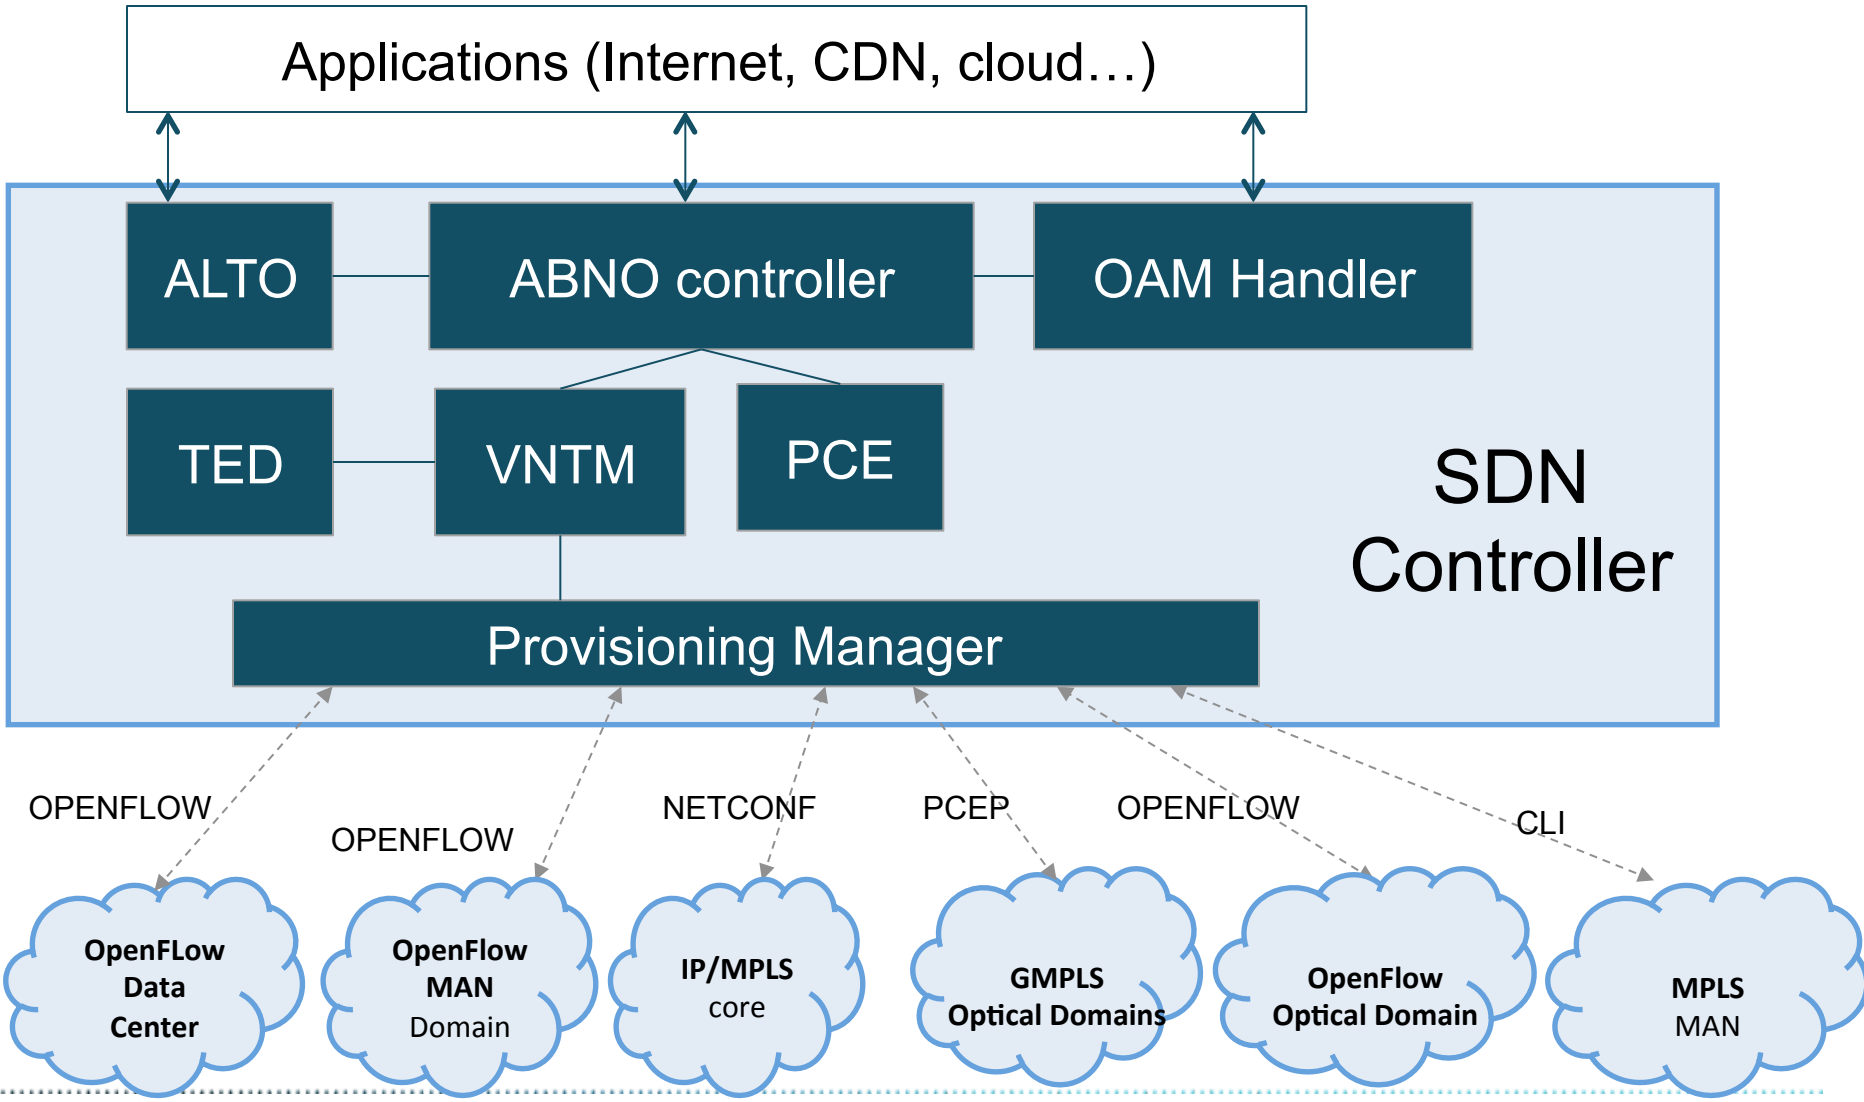 Applications (Internet, CDN, cloud…)
ALTO
ABNO controller
OAM Handler
TED
VNTM
PCE
SDN
Controller
Provisioning Manager
OPENFLOW
OPENFLOW
NETCONF
PCEP
OPENFLOW
CLI
OpenFLow
Data
Center
OpenFlow
MAN
Domain
IP/MPLS
core
GMPLS
Optical Domains
OpenFlow
Optical Domain
MPLS
MAN